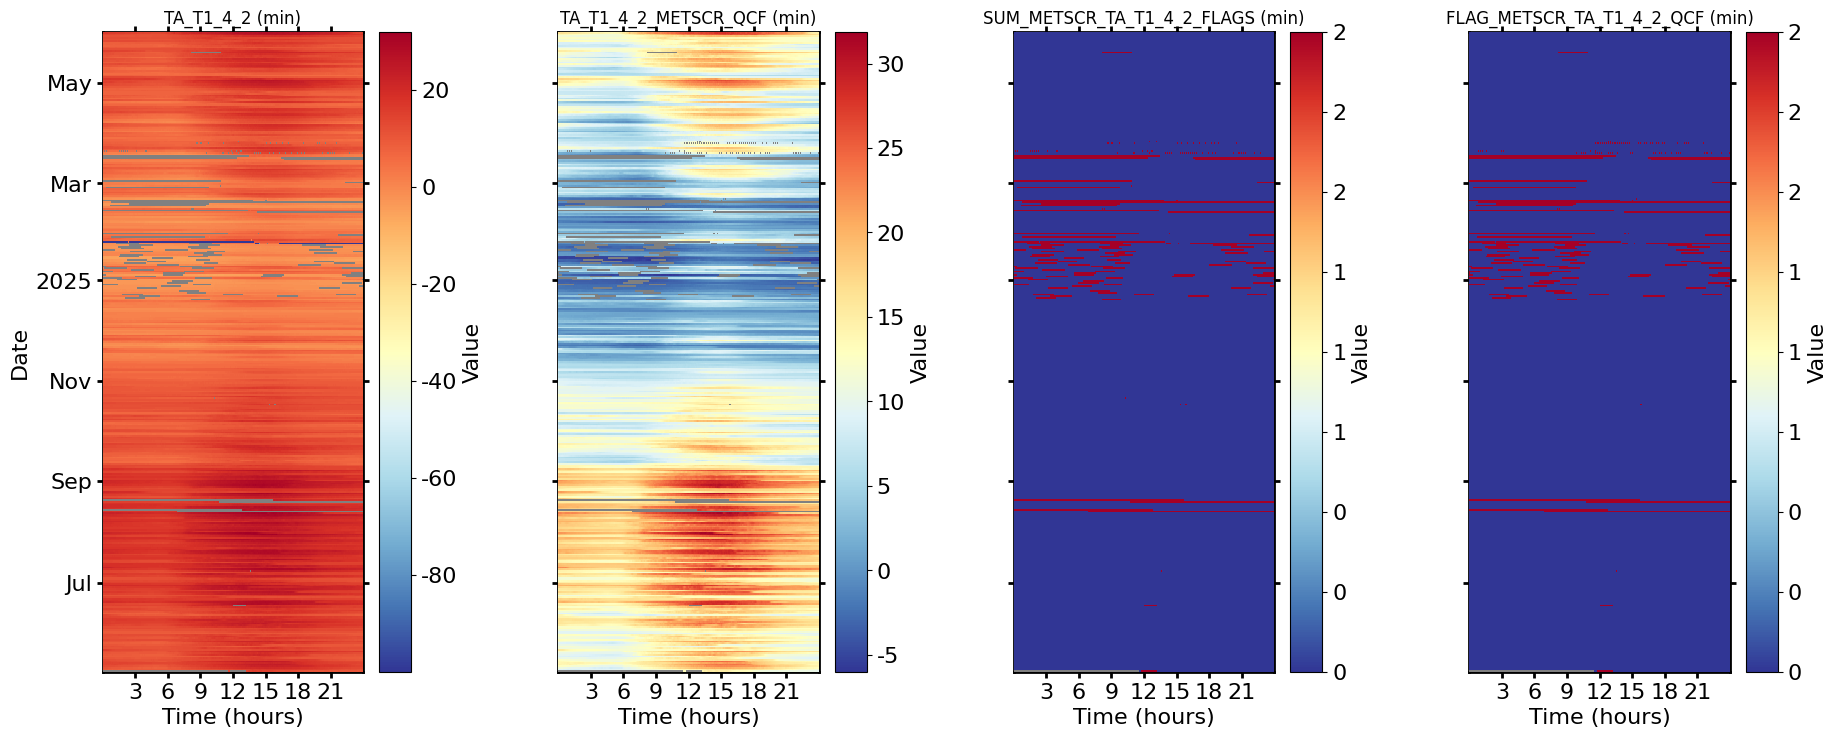 TA_T1_4_2 (min)
TA_T1_4_2_METSCR_QCF (min)
SUM_METSCR_TA_T1_4_2_FLAGS (min)
FLAG_METSCR_TA_T1_4_2_QCF (min)
Date
May
Mar
2025
Nov
Sep
Jul
3 6 9 12 15 18 21
Time (hours)
20
0
-20
-40
-60
-80
Value
3 6 9 12 15 18 21
Time (hours)
30
25
20
15
10
5
0
-5
Value
3 6 9 12 15 18 21
Time (hours)
2
2
2
1
1
1
0
0
0
Value
3 6 9 12 15 18 21
Time (hours)
2
2
2
1
1
1
0
0
0
Value